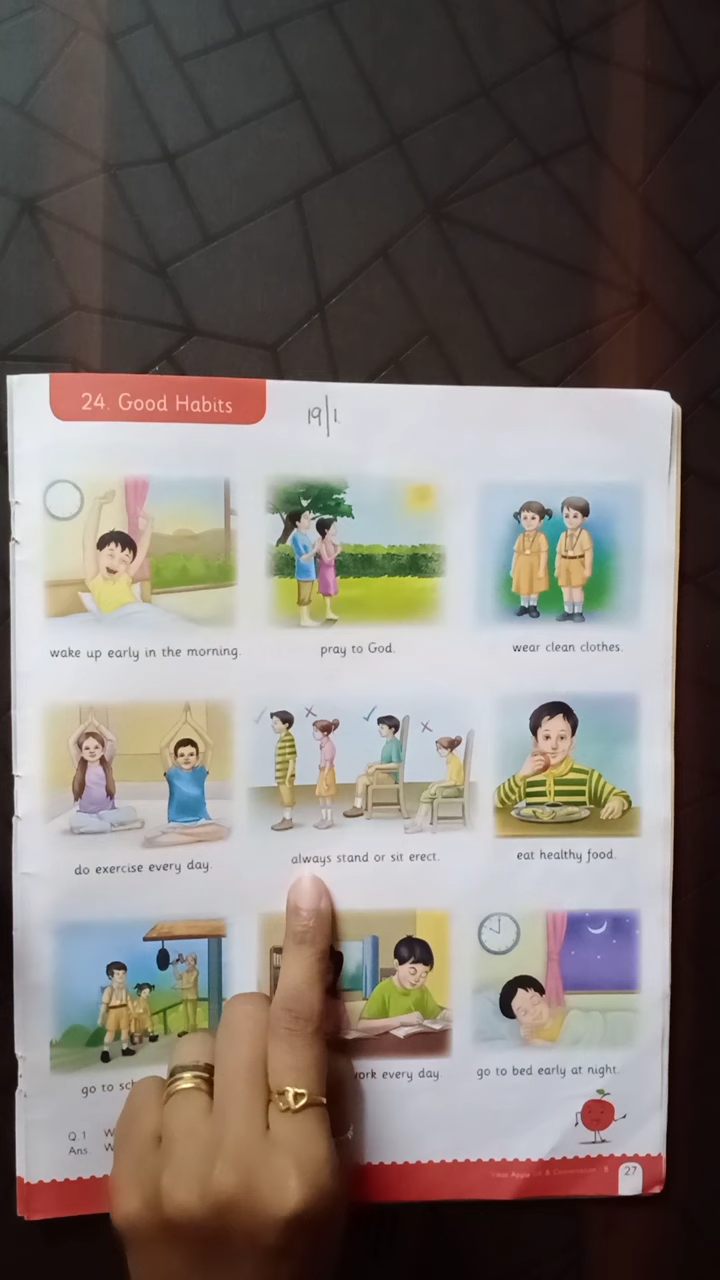 24. Good Habits
19/1
wake up early in the morning.
pray to God.
wear clean clothes.
do exercise every day.
always stand or sit erect.
eat healthy food.
go to
every day.
go to bed early at night.
Q.1
Ans.
27